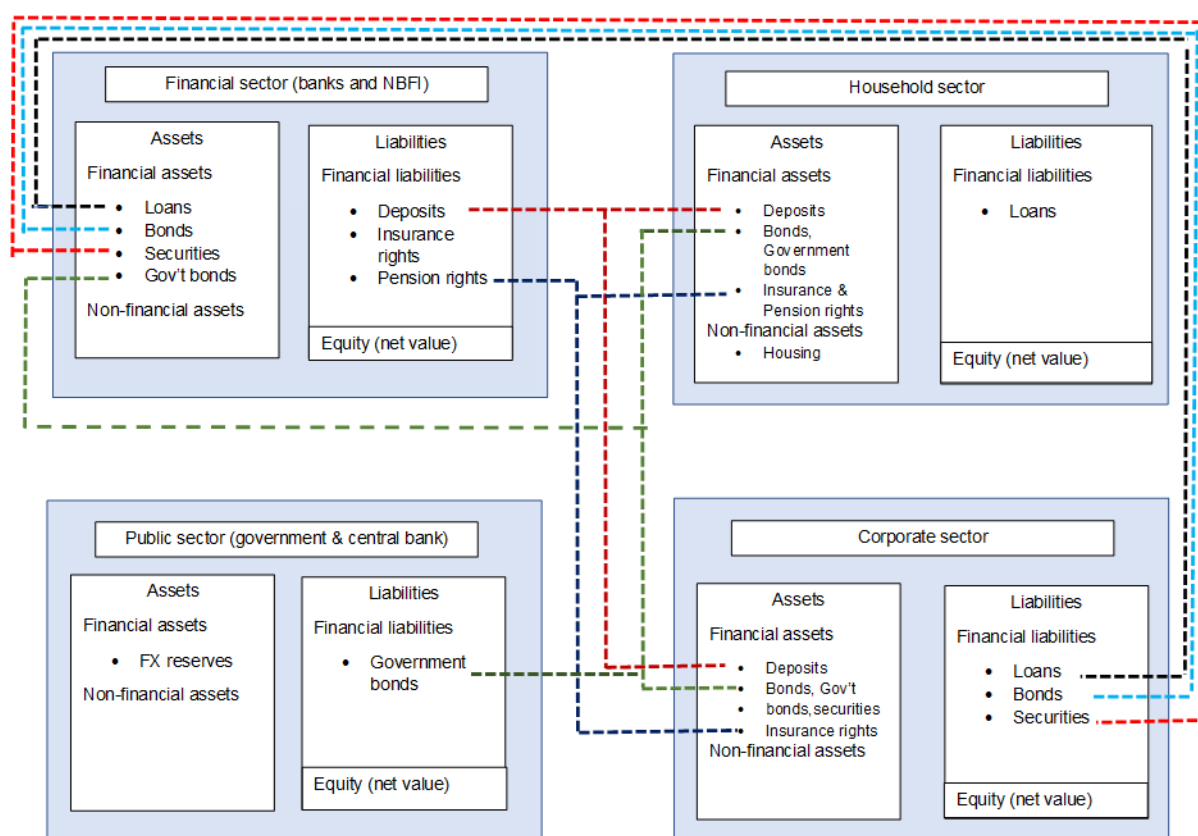 Financial sector (banks and NBFI)
Assets
Financial assets
• Loans
• Bonds
• Securities
• Gov't bonds
Non-financial assets
Liabilities
Financial liabilities
• Deposits
• Insurance
rights
• Pension rights
Equity (net value)
Household sector
Assets
Financial assets
• Deposits
• Bonds,
Government
bonds
• Insurance &
Pension rights
Non-financial assets
• Housing
Liabilities
Financial liabilities
• Loans
Equity (net value)
Public sector (government & central bank)
Assets
Financial assets
• FX reserves
Non-financial assets
Liabilities
Financial liabilities
• Government
bonds
Equity (net value)
Corporate sector
Assets
Financial assets
• Deposits
• Bonds, Gov't
• bonds,securities
• Insurance rights
Non-financial assets
Liabilities
Financial liabilities
• Loans
• Bonds
• Securities
Equity (net value)